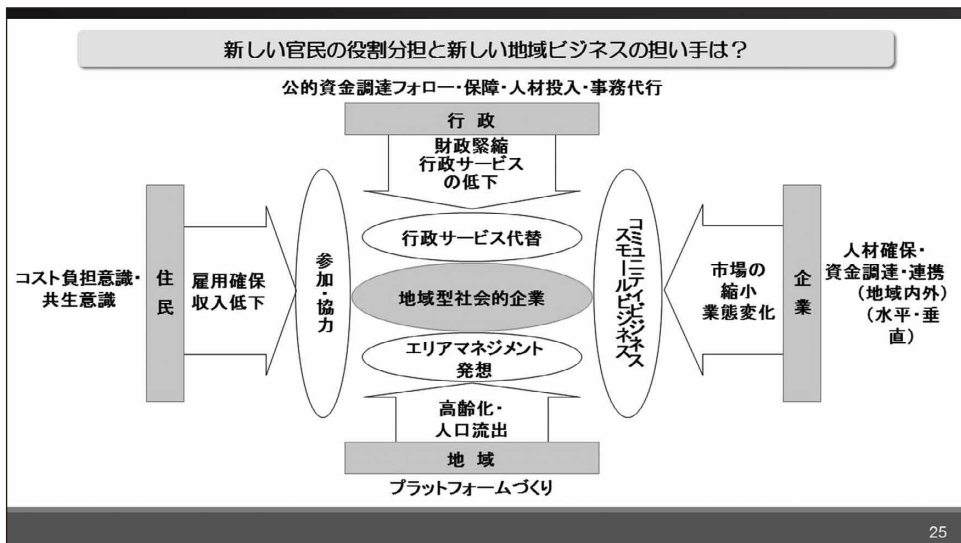 新しい官民の役割分担と新しい地域ビジネスの担い手は？
公的資金調達フォロー・保障・人材投入・事務代行
行政
財政緊縮
行政サービス
の低下
コスト負担意識・
共生意識
住民
雇用確保
収入低下
参加・協力
行政サービス代替
地域型社会的企業
エリアマネジメント
発想
コミュニティビジネス
スモールビジネス
市場の
縮小
業態変化
企業
人材確保・
資金調達・連携
（地域内外）
（水平・垂
直）
高齢化・
人口流出
地域
プラットフォームづくり
25